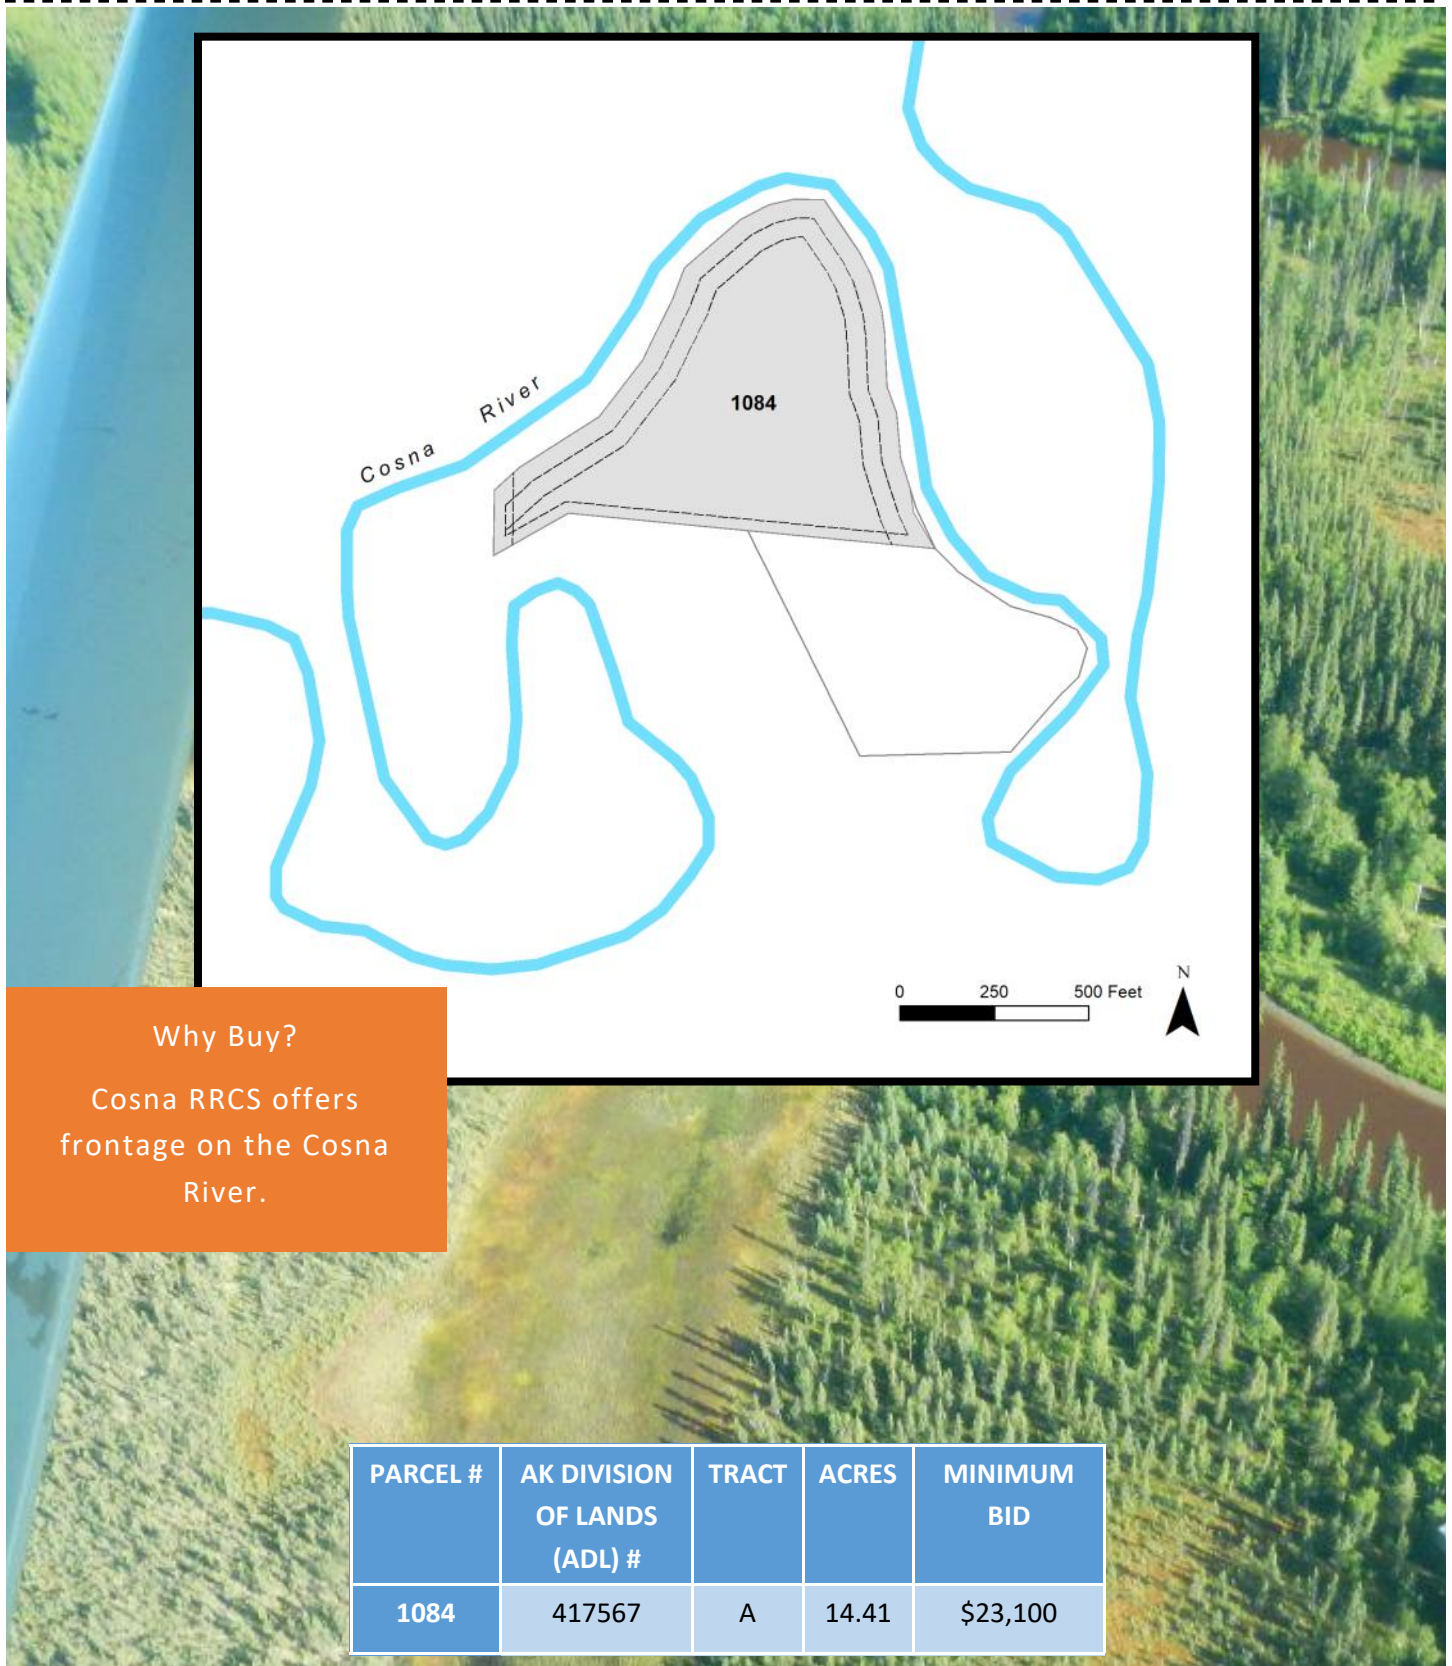 Cosna River
1084
0 250 500 Feet
N
Why Buy?
Cosna RRCS offers
frontage on the Cosna
River.
PARCEL # AK DIVISION OF LANDS (ADL) # TRACT ACRES MINIMUM BID
1084 417567 A 14.41 $23,100